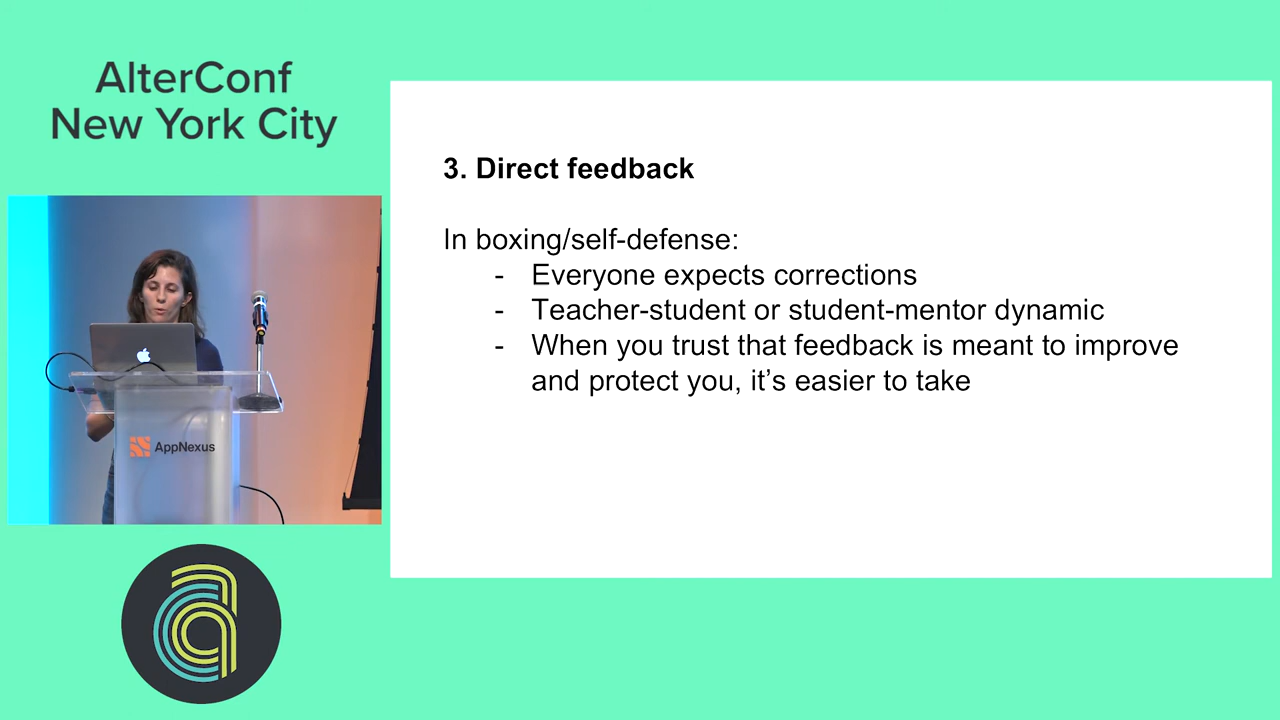 AlterConf
New York City
3. Direct feedback
In boxing/self-defense:
- Everyone expects corrections
- Teacher-student or student-mentor dynamic
- When you trust that feedback is meant to improve
and protect you, it’s easier to take
AppNexus